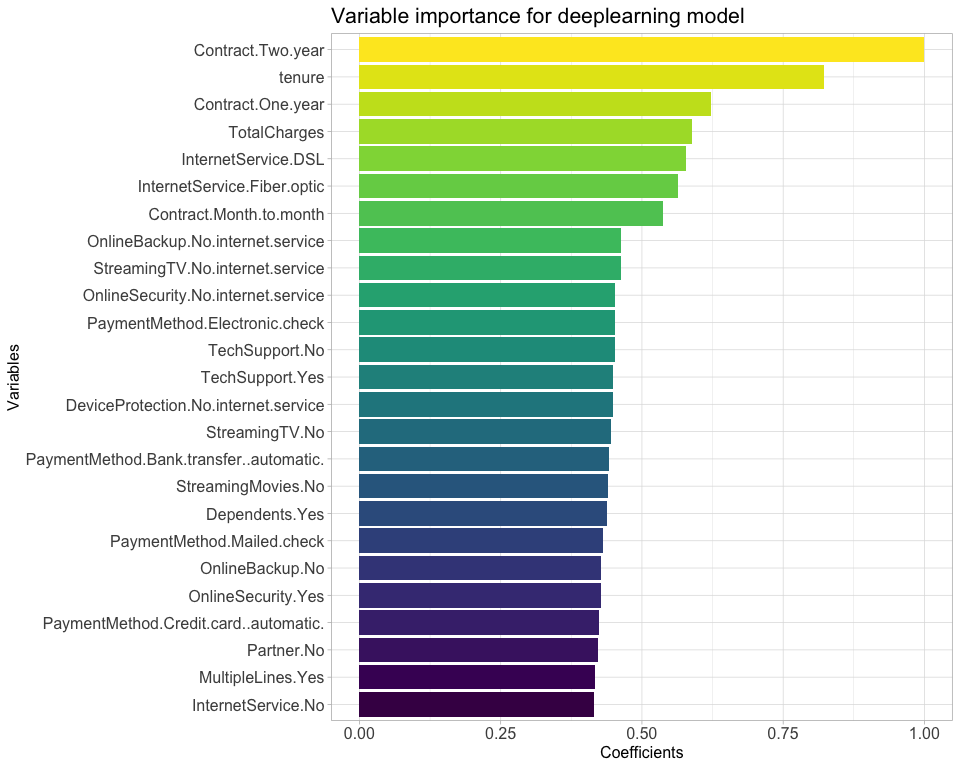 Variable importance for deeplearning model
Variables
Contract.Two.year
tenure
Contract.One.year
TotalCharges
InternetService.DSL
InternetService.Fiber.optic
Contract.Month.to.month
OnlineBackup.No.internet.service
StreamingTV.No.internet.service
OnlineSecurity.No.internet.service
PaymentMethod.Electronic.check
TechSupport.No
TechSupport.Yes
DeviceProtection.No.internet.service
StreamingTV.No
PaymentMethod.Bank.transfer..automatic.
StreamingMovies.No
Dependents.Yes
PaymentMethod.Mailed.check
OnlineBackup.No
OnlineSecurity.Yes
PaymentMethod.Credit.card..automatic.
Partner.No
MultipleLines.Yes
InternetService.No
0.00 0.25 0.50 0.75 1.00
Coefficients